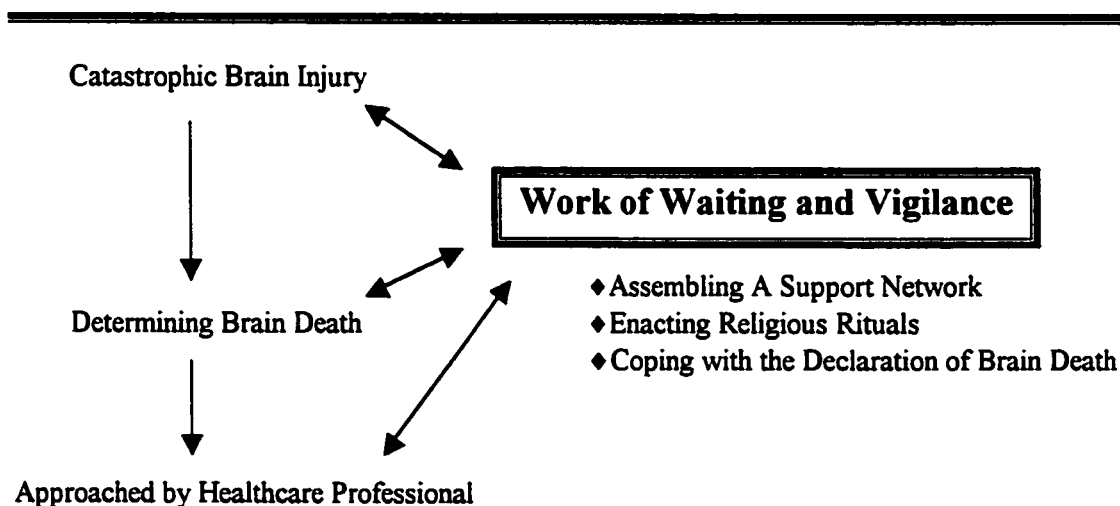 Catastrophic Brain Injury
Work of Waiting and Vigilance
♦Assembling A Support Network
♦Enacting Religious Rituals
Determining Brain Death
♦Coping with the Declaration of Brain Death
Approached by Healthcare Professional